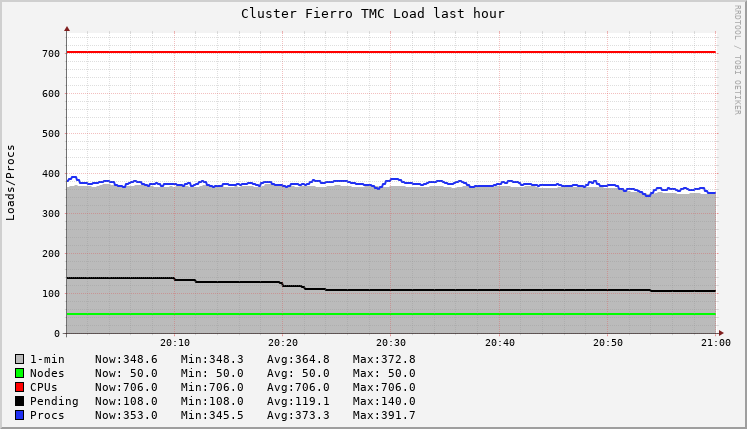 Cluster Fierro TMC Load last hour
RRDTOOL / TOBI OETIKER
Loads/Procs
700
600
500
400
300
200
100
0
20:10 20:20 20:30 20:40 20:50 21:00
1-min Now:348.6 Min:348.3 Avg:364.8 Max:372.8
Nodes Now: 50.0 Min: 50.0 Avg: 50.0 Max: 50.0
CPUs Now:706.0 Min:706.0 Avg:706.0 Max:706.0
Pending Now:108.0 Min:108.0 Avg:119.1 Max:140.0
Procs Now:353.0 Min:345.5 Avg:373.3 Max:391.7